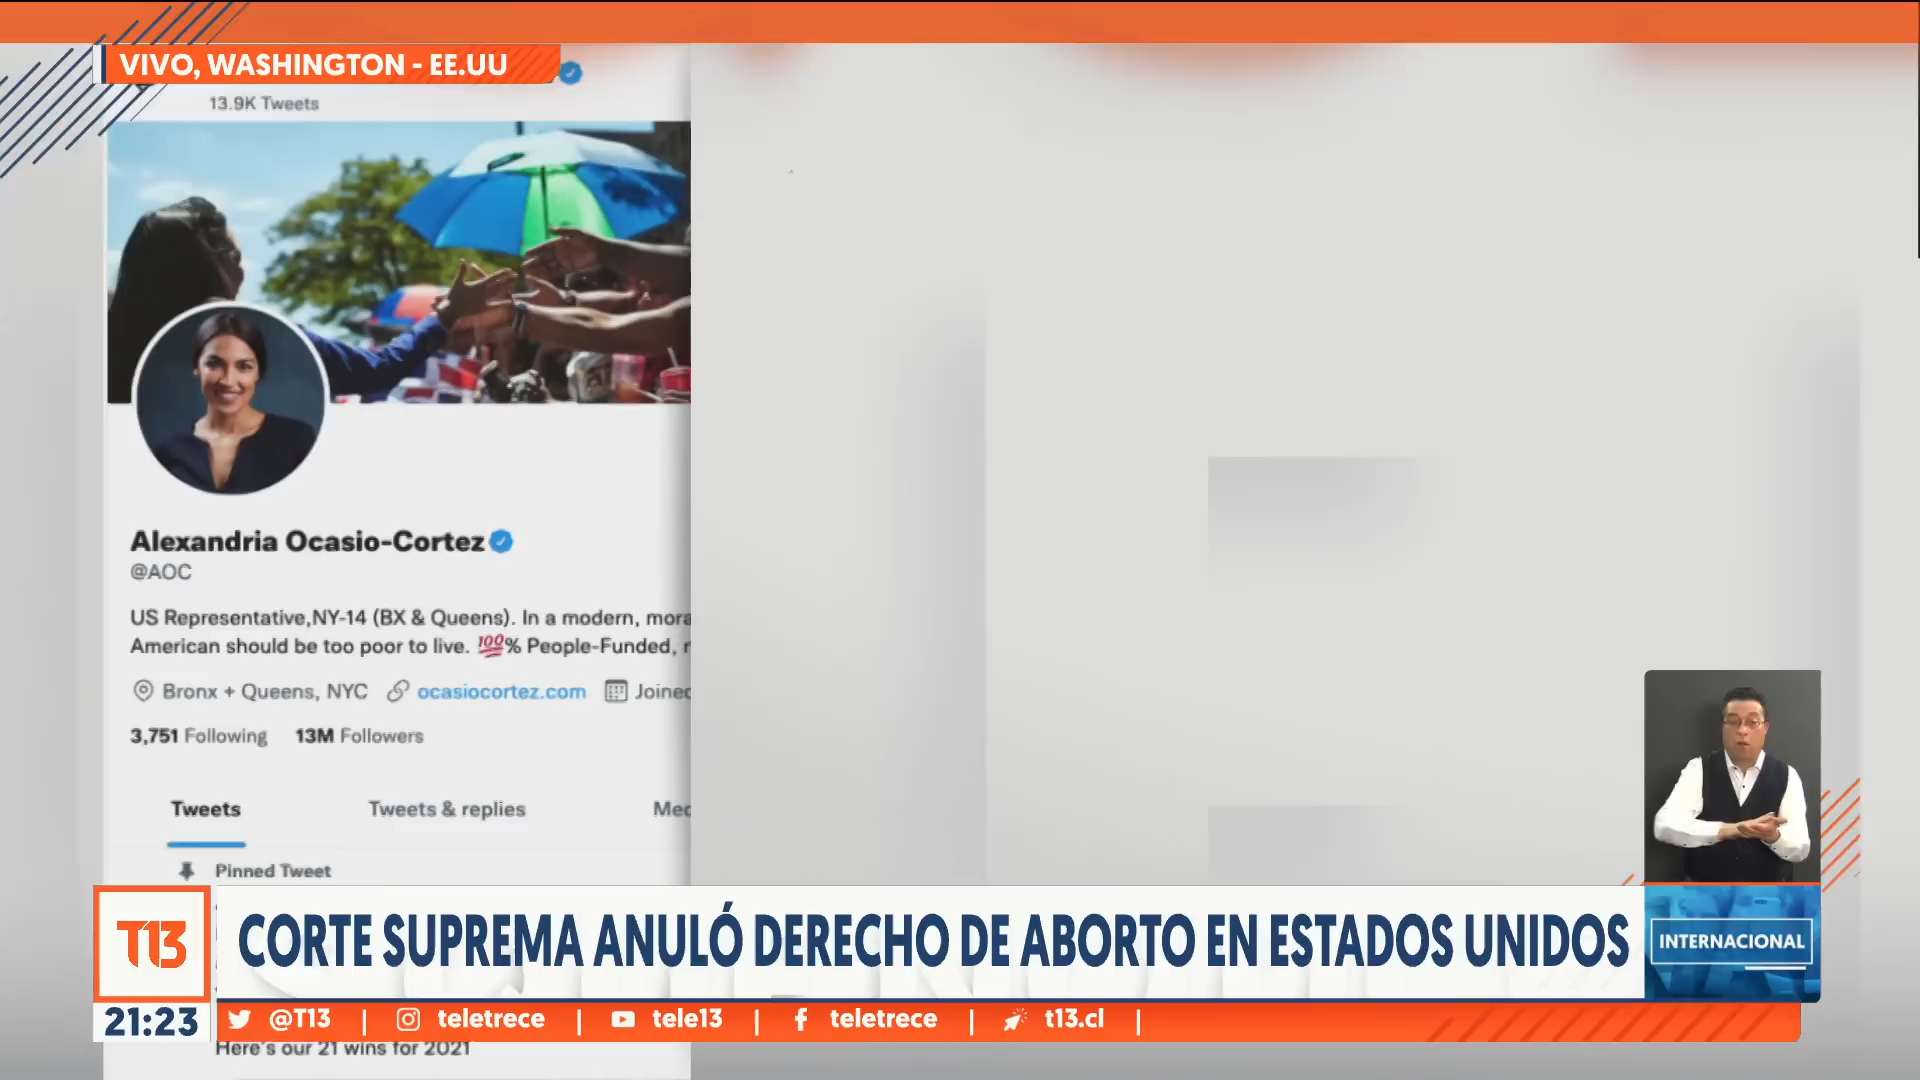 VIVO, WASHINGTON - EE.UU
13.9K Tweets
Alexandria Ocasio-Cortez
@AOC
US Representative,NY-14 (BX & Queens). In a modern,
American should be too poor to live. 💯% People-Funded,
Bronx + Queens, NYC ocasiocortez.com Joined
3,751 Following 13M Followers
Tweets Tweets & replies
Pinned Tweet
T13
CORTE SUPREMA ANULÓ DERECHO DE ABORTO EN ESTADOS UNIDOS
INTERNACIONAL
21:23
@T13 | teletrece | tele13 | teletrece | t13.cl |
Here's our 21 wins for 2021